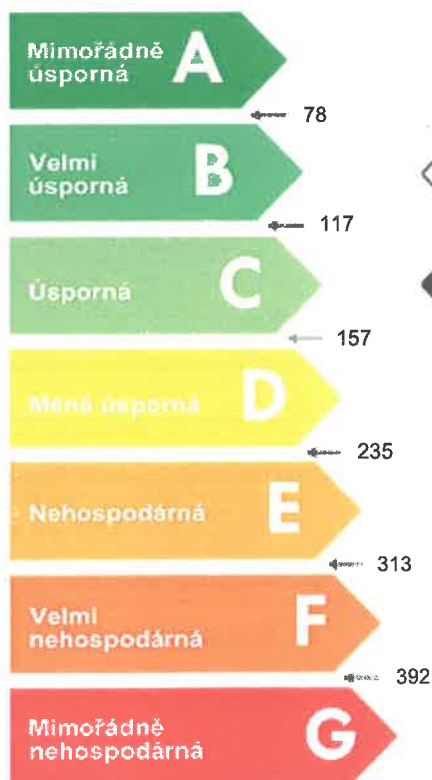 Mimořádně
úsporná
A
78
Velmi
úsporná
B
117
Úsporná
C
157
Méně úsporná
D
235
Nehospodárná
E
313
Velmi
nehospodárná
F
392
Mimořádně
nehospodárná
G